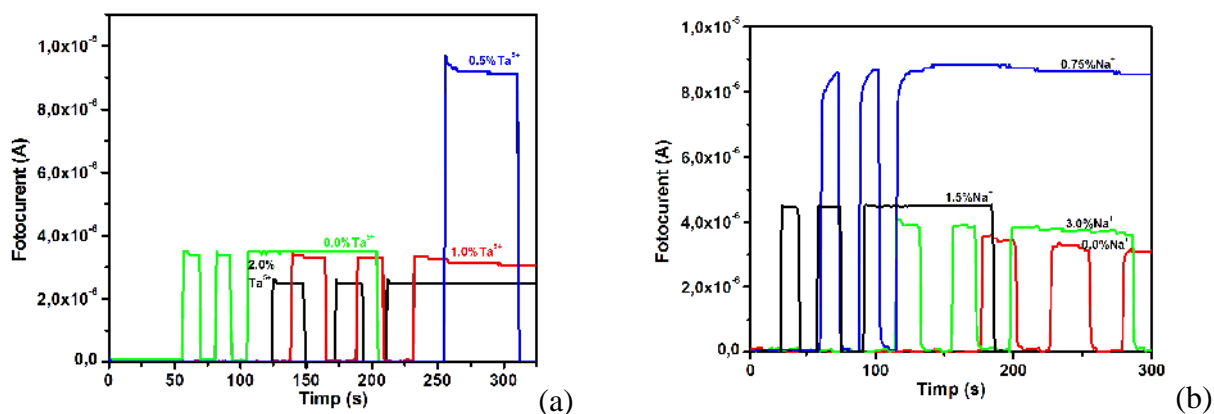 Fotocurent (A)
1,0x10⁻⁵
8,0x10⁻⁶
6,0x10⁻⁶
4,0x10⁻⁶
2,0x10⁻⁶
0,0
0.5%Ta⁵⁺
0.0%Ta⁵⁺
1.0%Ta⁵⁺
2.0%
Ta⁵⁺
0 50 100 150 200 250 300
Timp (s)
(a)
Fotocurent (A)
1,0x10⁻⁵
8,0x10⁻⁶
6,0x10⁻⁶
4,0x10⁻⁶
2,0x10⁻⁶
0,0
0.75%Na⁺
1.5%Na⁺
3.0%Na⁺
0.0%Na⁺
0 100 200 300
Timp (s)
(b)